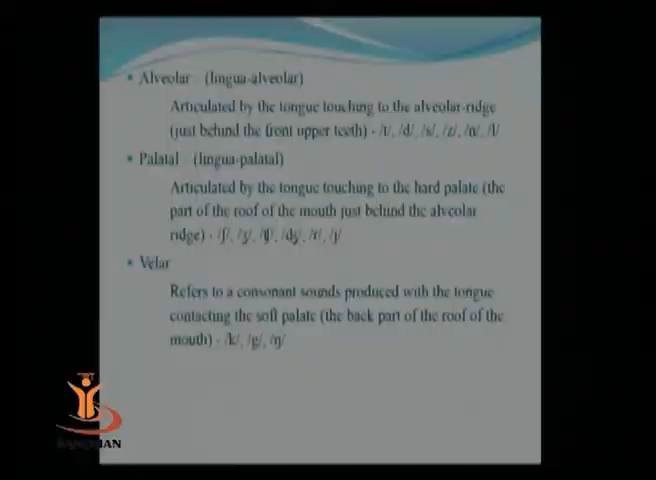 • Alveolar (lingua-alveolar)
Articulated by the tongue touching to the alveolar-ridge
(just behind the front upper teeth) - /t/, /d/, /s/, /z/, /n/, /l/
• Palatal (lingua-palatal)
Articulated by the tongue touching to the hard palate (the
part of the roof of the mouth just behind the alveolar
ridge) - /ʃ/, /ʒ/, /ʧ/, /dʒ/, /r/, /j/
• Velar
Refers to a consonant sounds produced with the tongue
contacting the soft palate (the back part of the roof of the
mouth) - /k/, /g/, /ŋ/